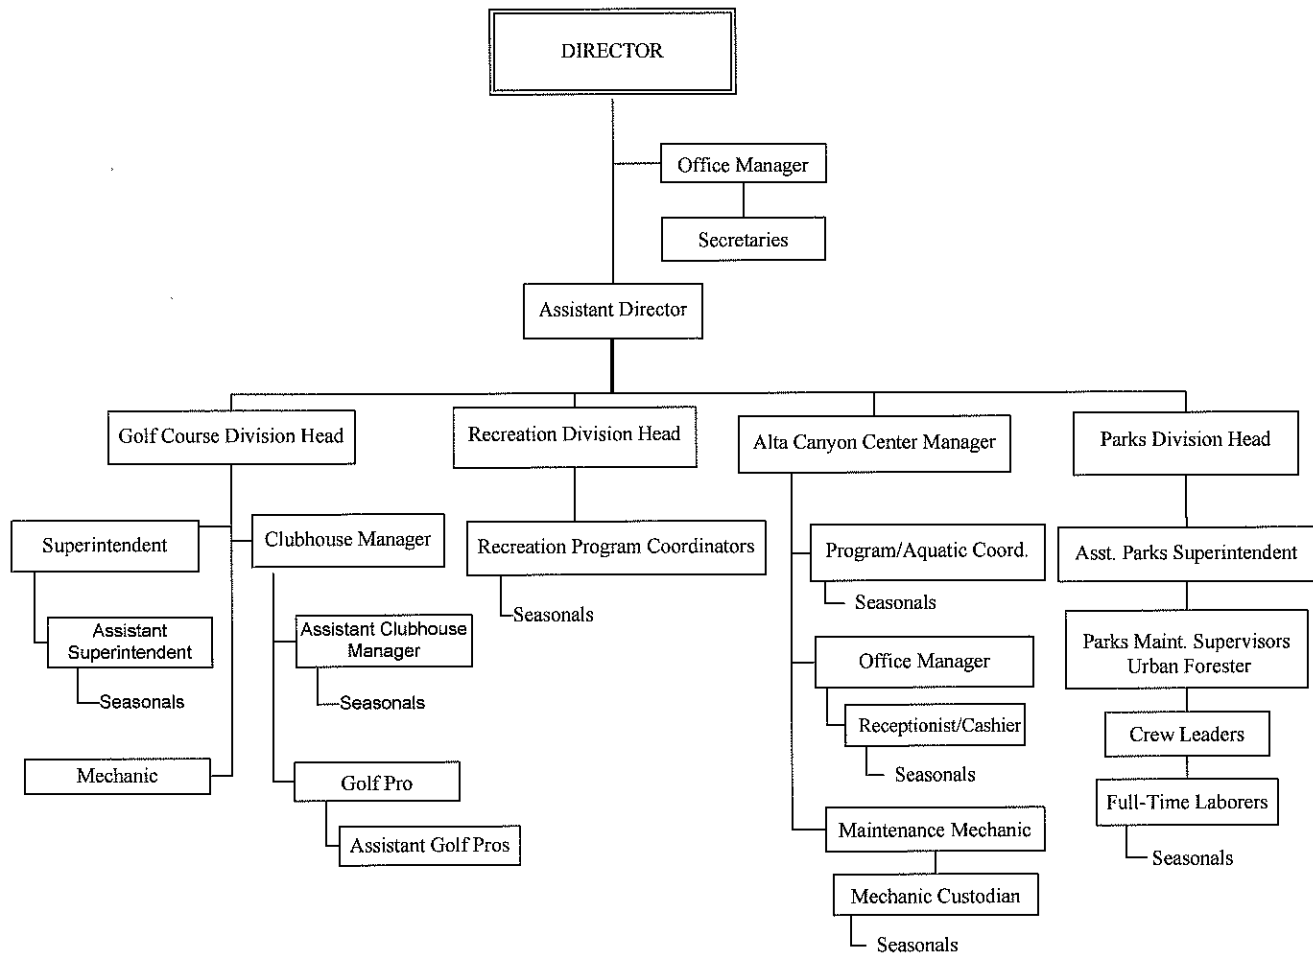 DIRECTOR
Office Manager
Secretaries
Assistant Director
Golf Course Division Head
Recreation Division Head
Alta Canyon Center Manager
Parks Division Head
Superintendent
Clubhouse Manager
Recreation Program Coordinators
Program/Aquatic Coord.
Asst. Parks Superintendent
Seasonals
Seasonals
Assistant
Superintendent
Seasonals
Assistant Clubhouse
Manager
Seasonals
Office Manager
Parks Maint. Supervisors
Urban Forester
Receptionist/Cashier
Seasonals
Crew Leaders
Mechanic
Golf Pro
Full-Time Laborers
Seasonals
Assistant Golf Pros
Maintenance Mechanic
Mechanic Custodian
Seasonals